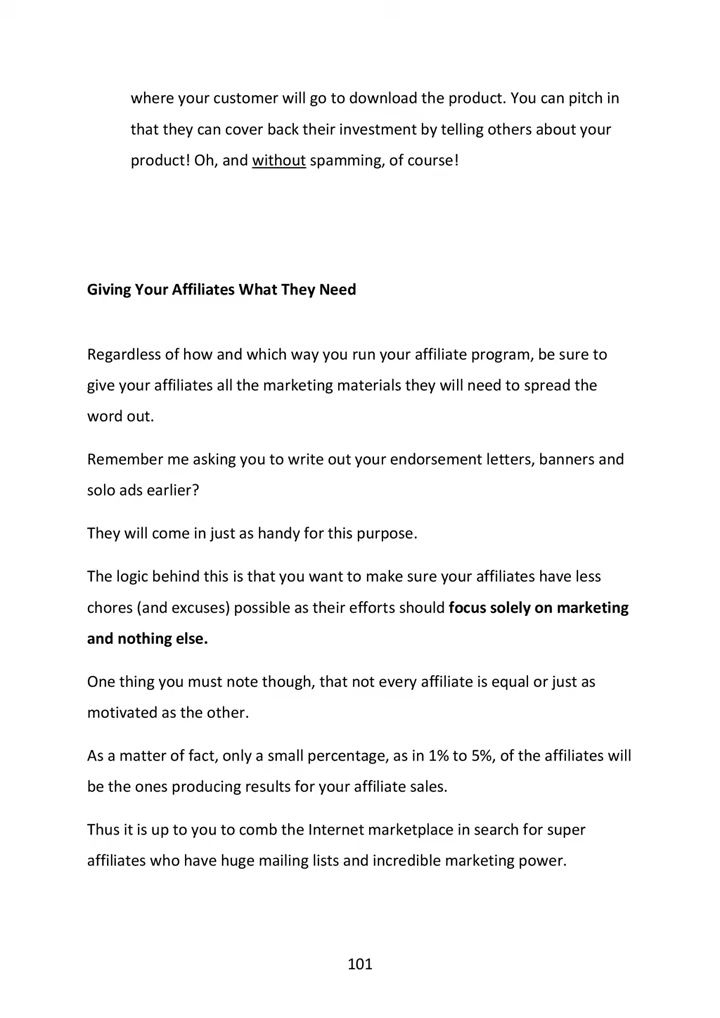 where your customer will go to download the product. You can pitch in
that they can cover back their investment by telling others about your
product! Oh, and without spamming, of course!
Giving Your Affiliates What They Need
Regardless of how and which way you run your affiliate program, be sure to
give your affiliates all the marketing materials they will need to spread the
word out.
Remember me asking you to write out your endorsement letters, banners and
solo ads earlier?
They will come in just as handy for this purpose.
The logic behind this is that you want to make sure your affiliates have less
chores (and excuses) possible as their efforts should focus solely on marketing
and nothing else.
One thing you must note though, that not every affiliate is equal or just as
motivated as the other.
As a matter of fact, only a small percentage, as in 1% to 5%, of the affiliates will
be the ones producing results for your affiliate sales.
Thus it is up to you to comb the Internet marketplace in search for super
affiliates who have huge mailing lists and incredible marketing power.
101